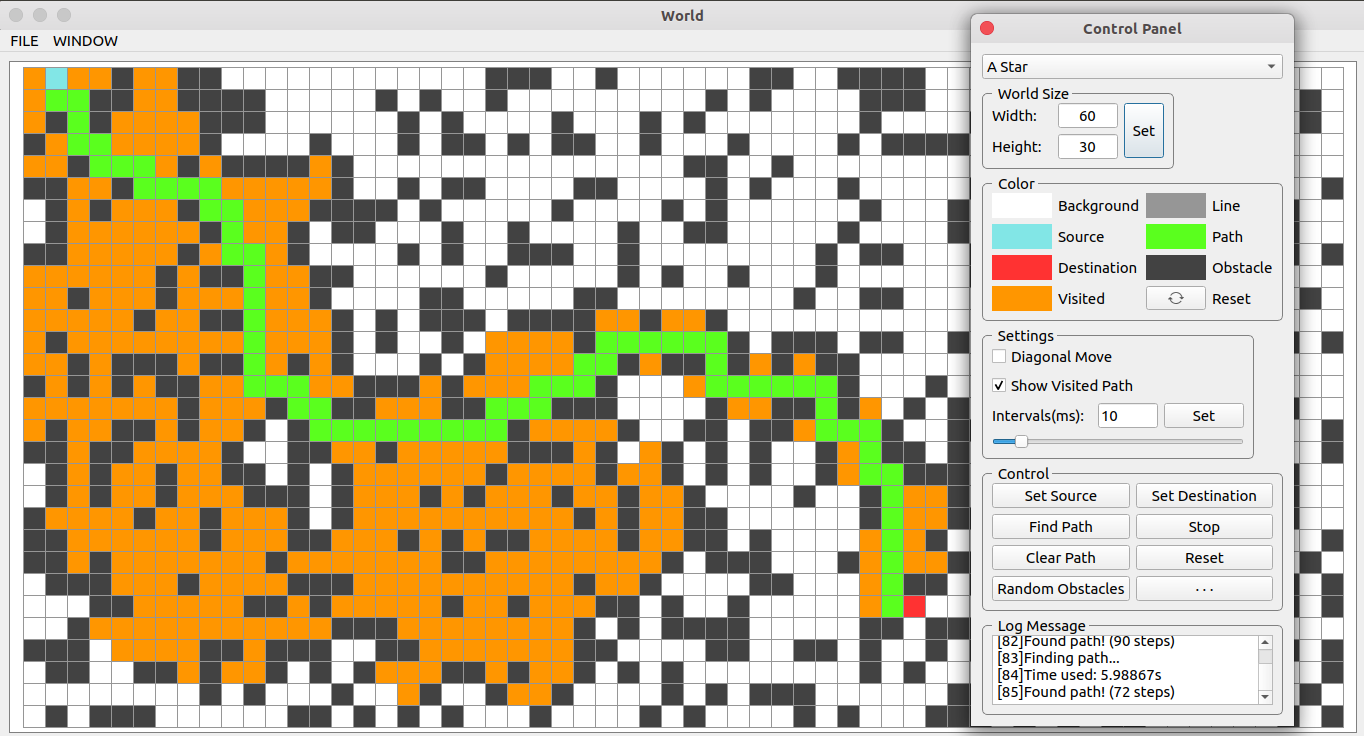 World
FILE WINDOW
Control Panel
A Star
World Size
Width: 60
Height: 30
Set
Color
Background Line
Source Path
Destination Obstacle
Visited Reset
Settings
Diagonal Move
Show Visited Path
Intervals(ms): 10 Set
Control
Set Source Set Destination
Find Path Stop
Clear Path Reset
Random Obstacles ...
Log Message
[82]Found path! (90 steps)
[83]Finding path...
[84]Time used: 5.98867s
[85]Found path! (72 steps)